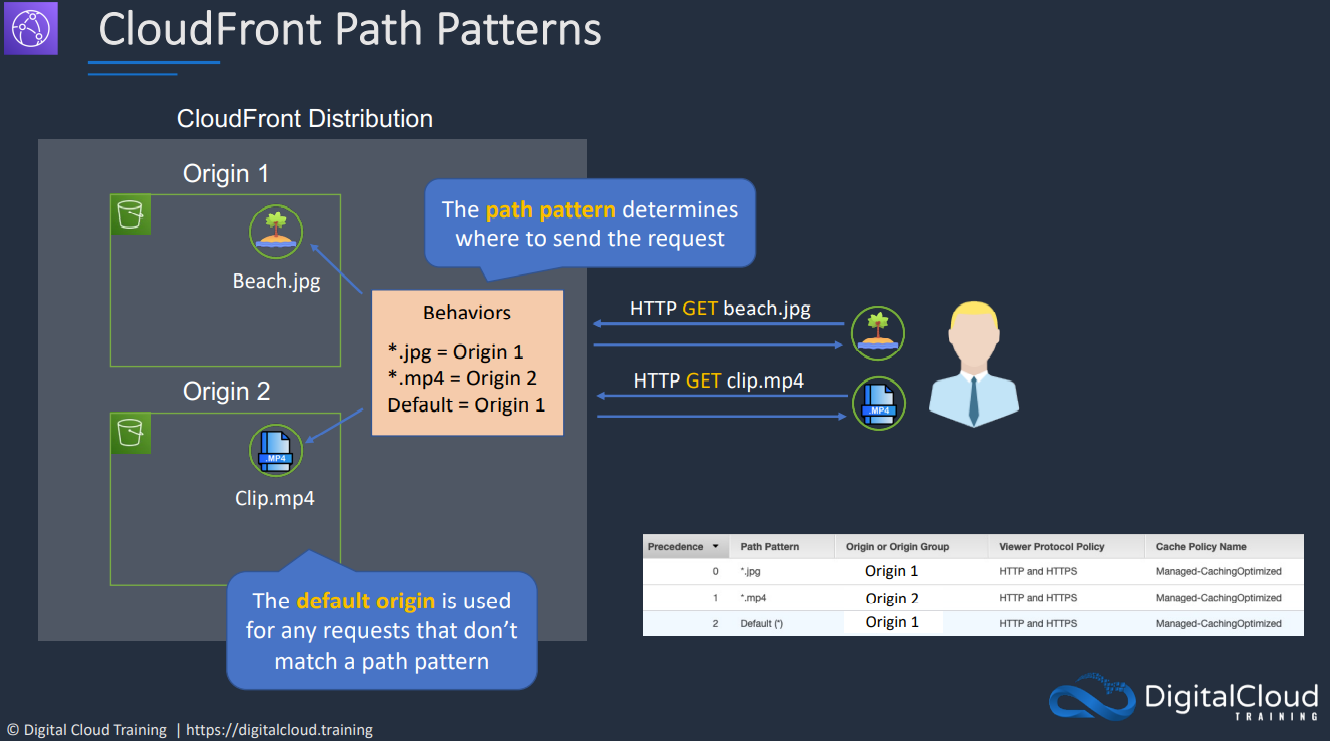 CloudFront Path Patterns
CloudFront Distribution
Origin 1
Beach.jpg
The path pattern determines
where to send the request
Behaviors
*.jpg = Origin 1
*.mp4 = Origin 2
Default = Origin 1
HTTP GET beach.jpg
HTTP GET clip.mp4
.MP4
Origin 2
.MP4
Clip.mp4
The default origin is used
for any requests that don't
match a path pattern
Precedence Path Pattern Origin or Origin Group Viewer Protocol Policy Cache Policy Name
0 *.jpg Origin 1 HTTP and HTTPS Managed-CachingOptimized
1 *.mp4 Origin 2 HTTP and HTTPS Managed-CachingOptimized
2 Default (*) Origin 1 HTTP and HTTPS Managed-CachingOptimized
DigitalCloud
TRAINING
© Digital Cloud Training | https://digitalcloud.training